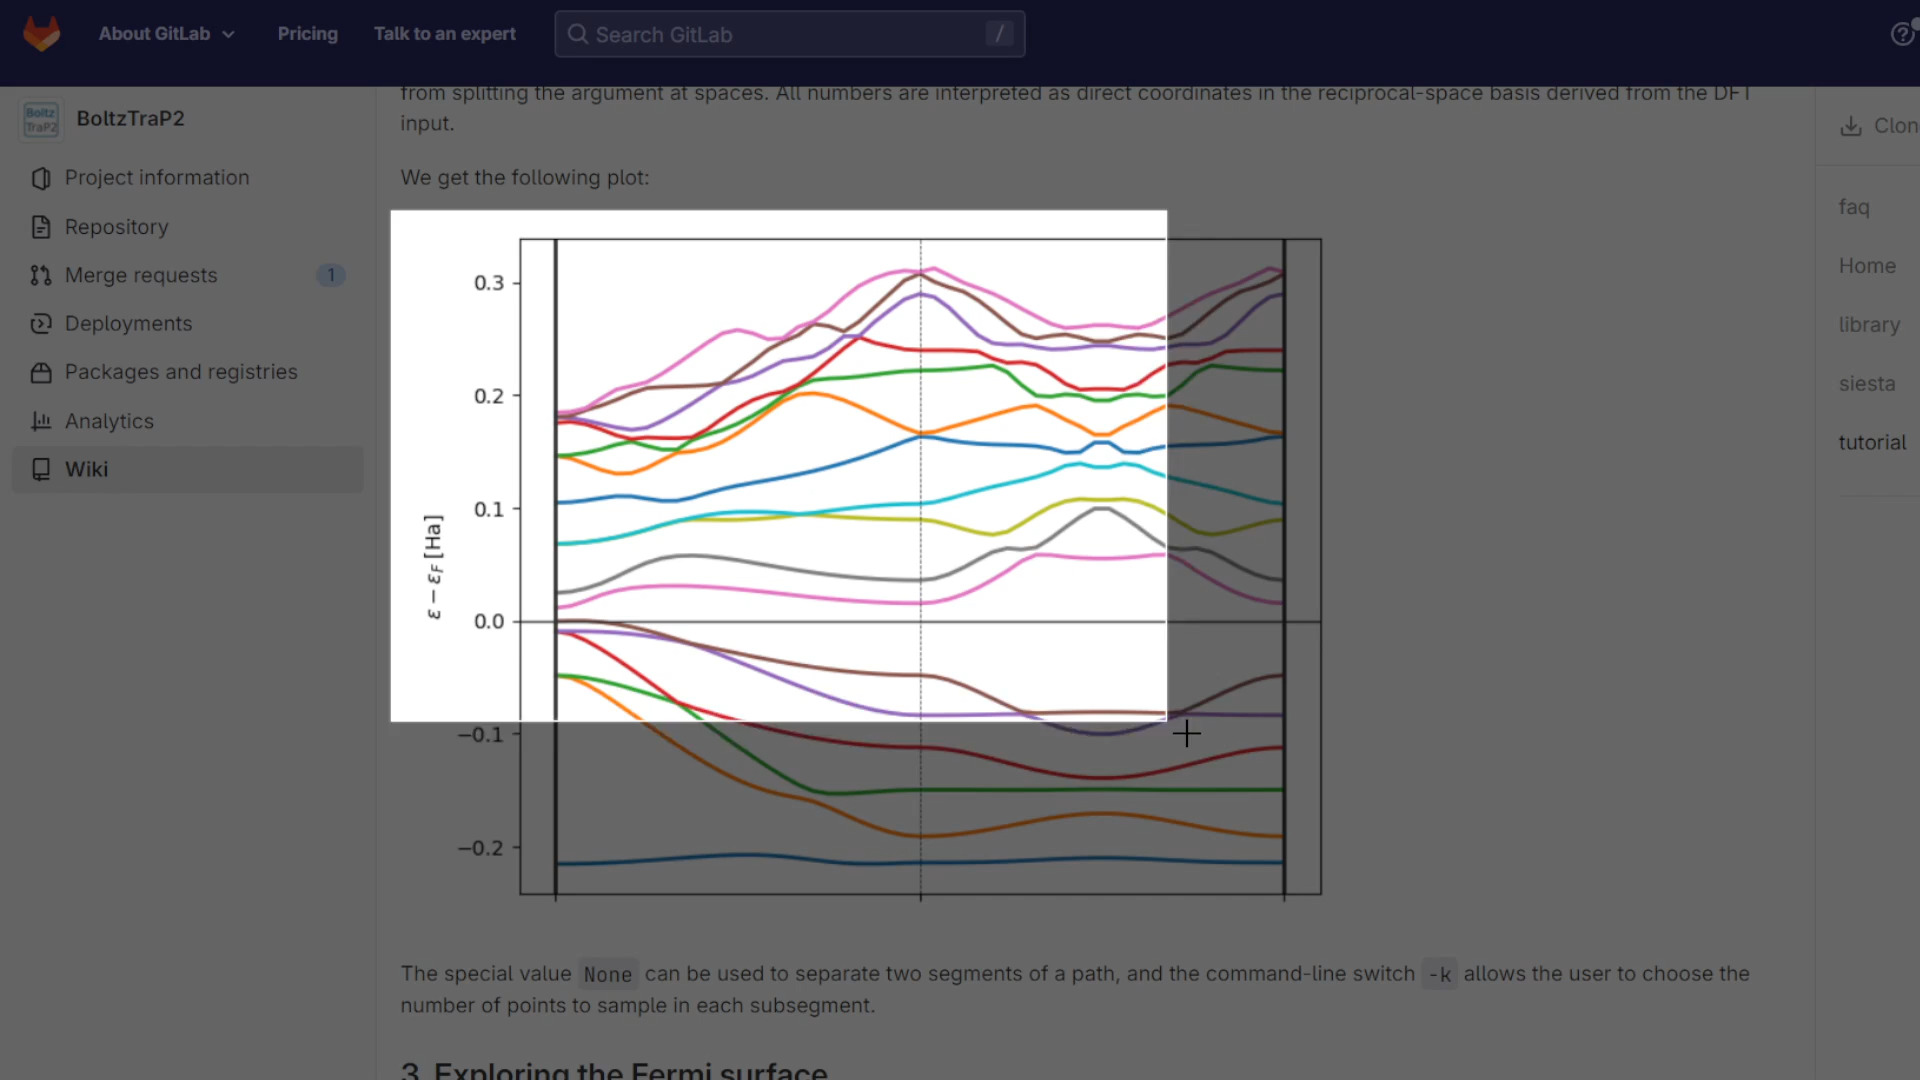 About GitLab
Pricing
Talk to an expert
Search GitLab
/
Boltz
TraP2
BoltzTraP2
Project information
Repository
Merge requests
1
Deployments
Packages and registries
Analytics
Wiki
from splitting the argument at spaces. All numbers are interpreted as direct coordinates in the reciprocal-space basis derived from the DFT
input.
We get the following plot:
ε − εF [Ha]
0.3
0.2
0.1
0.0
−0.1
−0.2
The special value None can be used to separate two segments of a path, and the command-line switch -k allows the user to choose the
number of points to sample in each subsegment.
3. Exploring the Fermi surface
Clon
faq
Home
library
siesta
tutorial